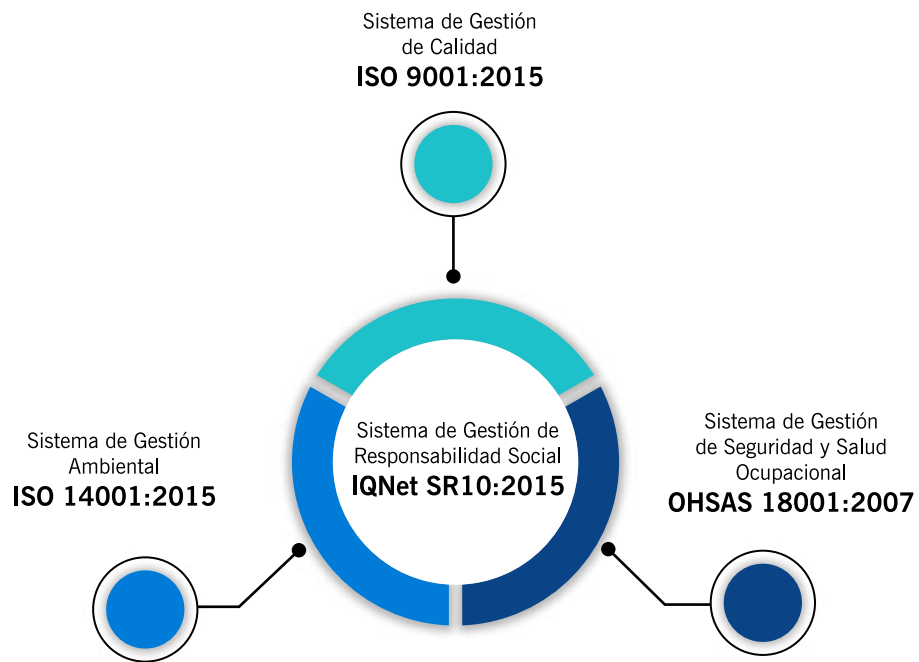 Sistema de Gestión
de Calidad
ISO 9001:2015
Sistema de Gestión
Ambiental
ISO 14001:2015
Sistema de Gestión de
Responsabilidad Social
IQNet SR10:2015
Sistema de Gestión
de Seguridad y Salud
Ocupacional
OHSAS 18001:2007